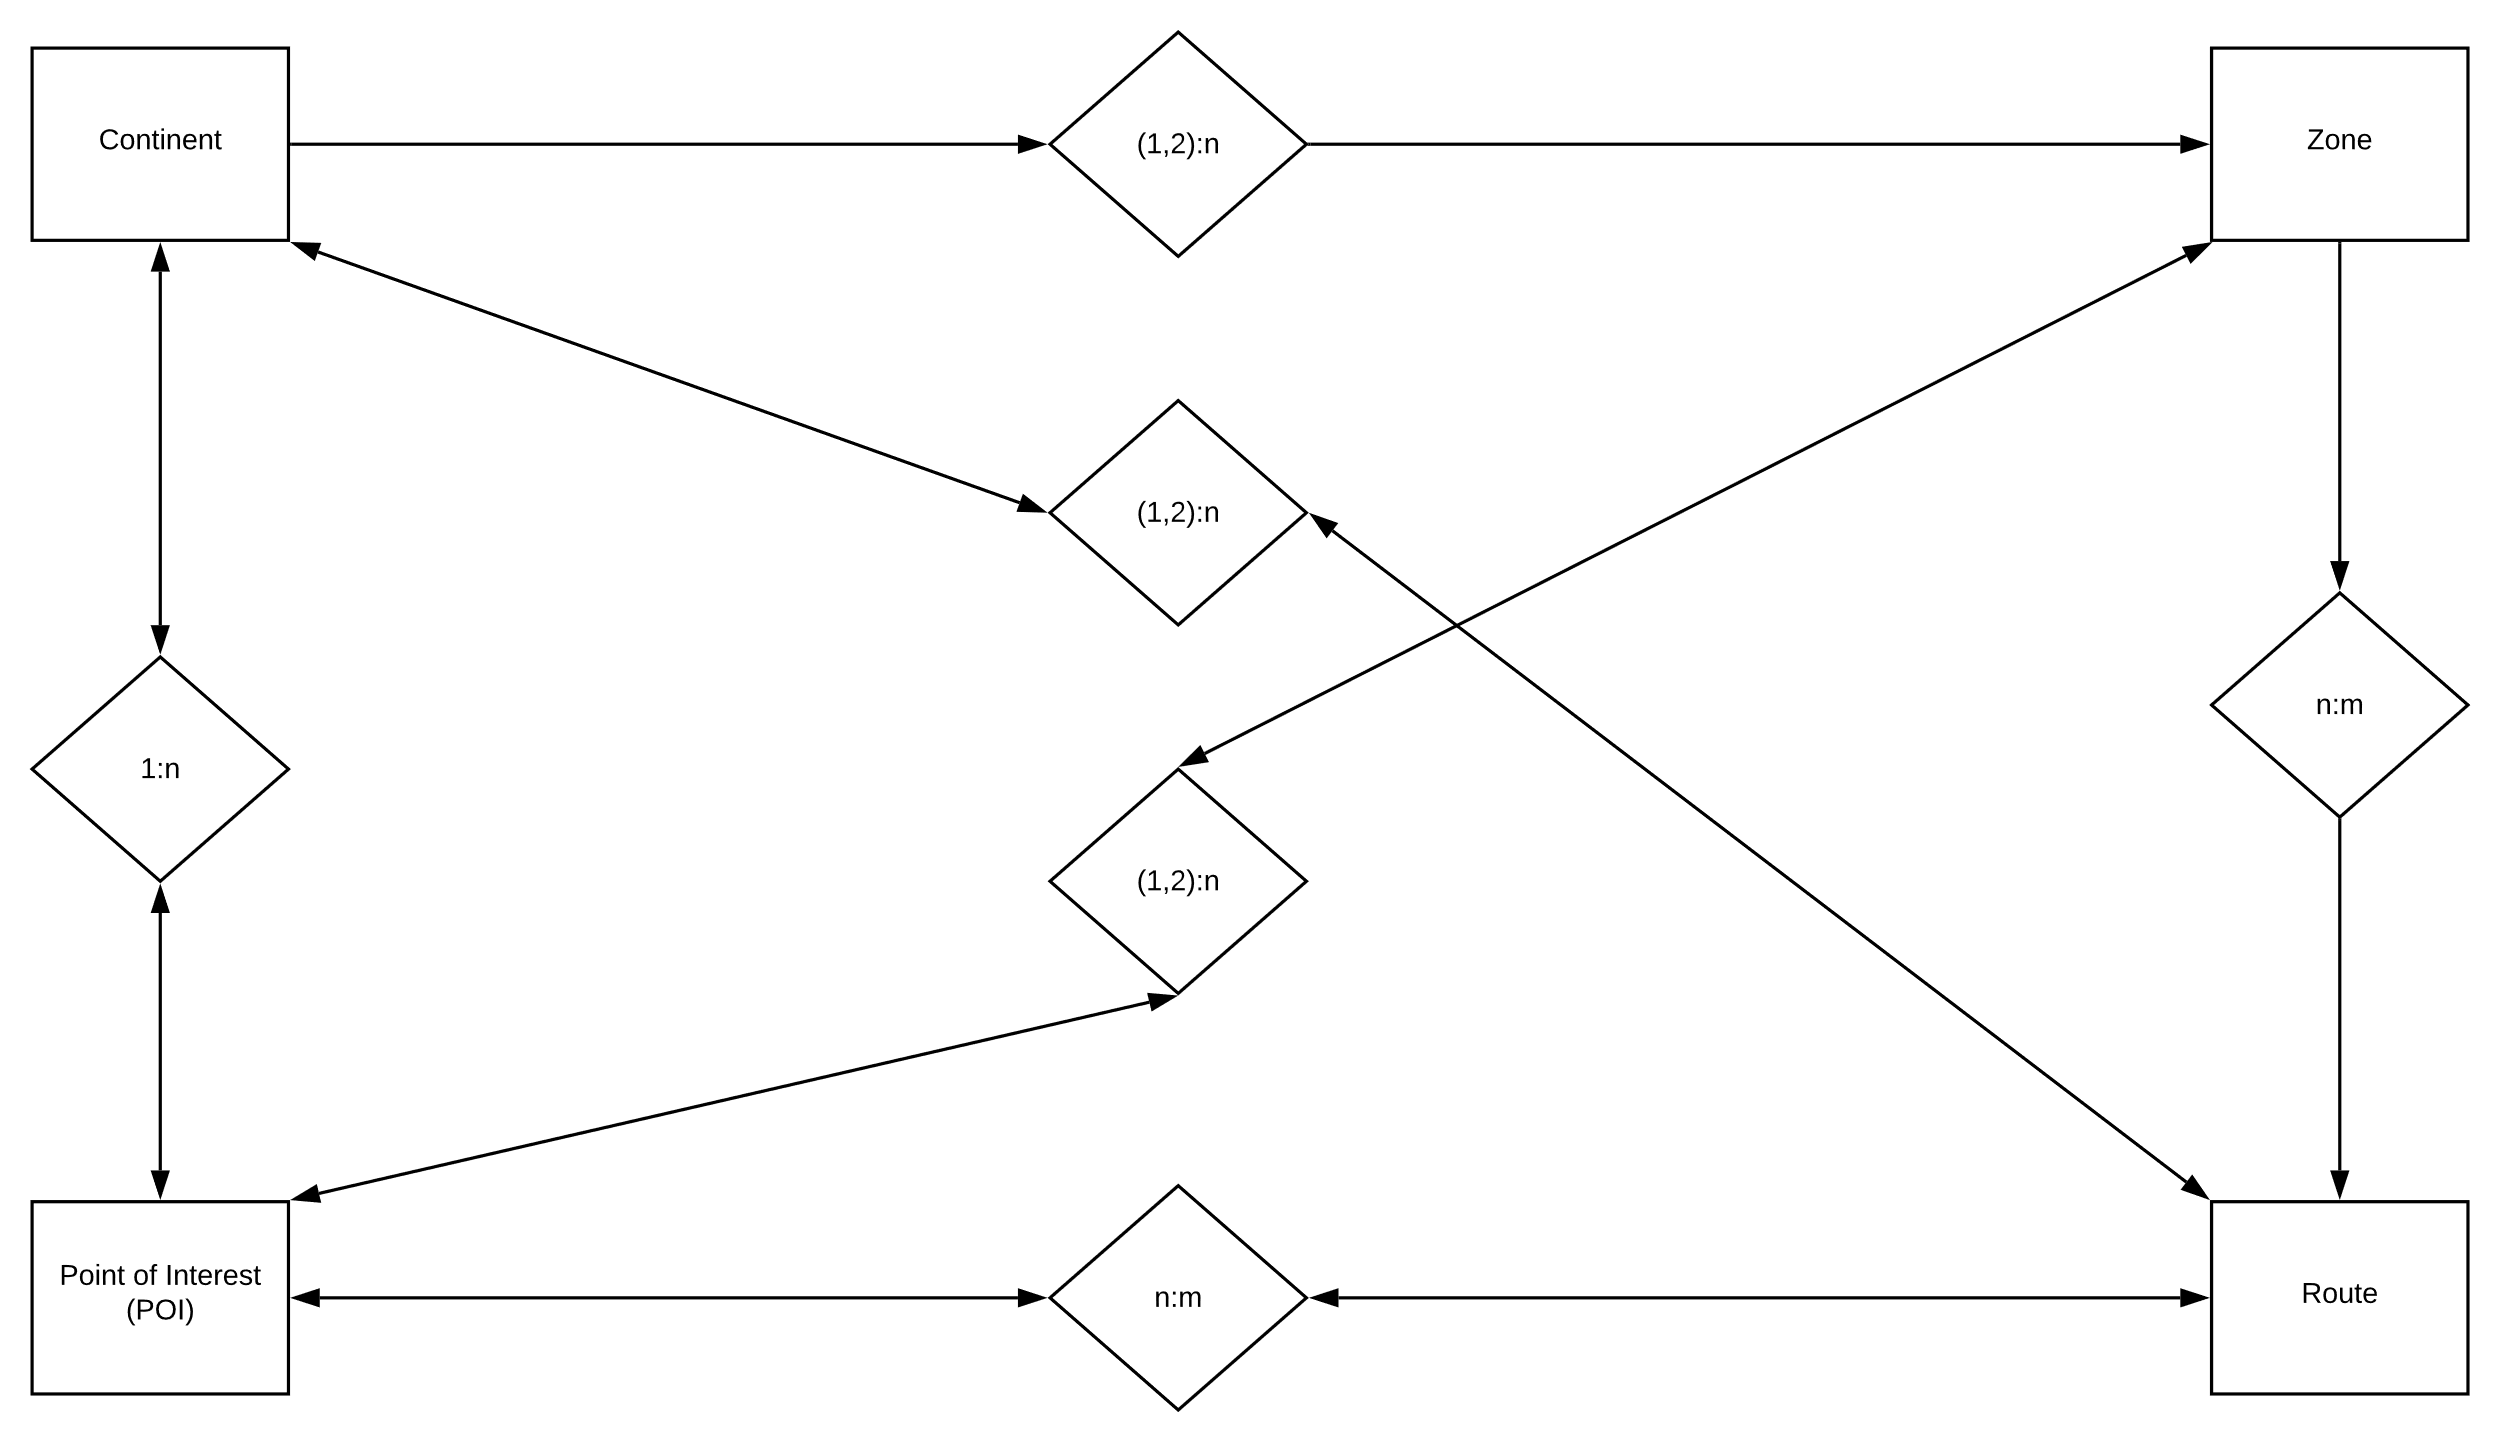 Continent
(1,2):n
Zone
(1,2):n
n:m
1:n
(1,2):n
Point of Interest
(POI)
n:m
Route